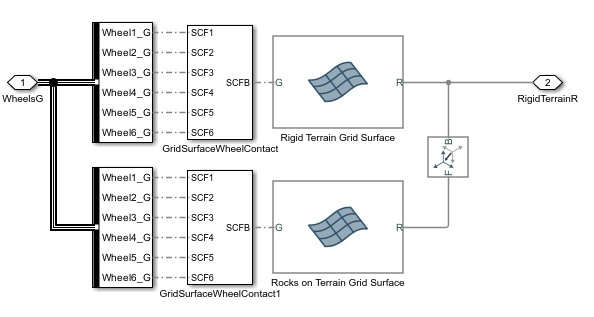 Wheel1_G
SCF1
Wheel2_G
SCF2
Wheel3_G
SCF3
1
SCFB
G
R
2
Wheel4_G
SCF4
WheelsG
RigidTerrainR
Wheel5_G
SCF5
Wheel6_G
SCF6
Rigid Terrain Grid Surface
GridSurfaceWheelContact
B
F
Wheel1_G
SCF1
Wheel2_G
SCF2
Wheel3_G
SCF3
SCFB
G
R
Wheel4_G
SCF4
Wheel5_G
SCF5
Wheel6_G
SCF6
Rocks on Terrain Grid Surface
GridSurfaceWheelContact1